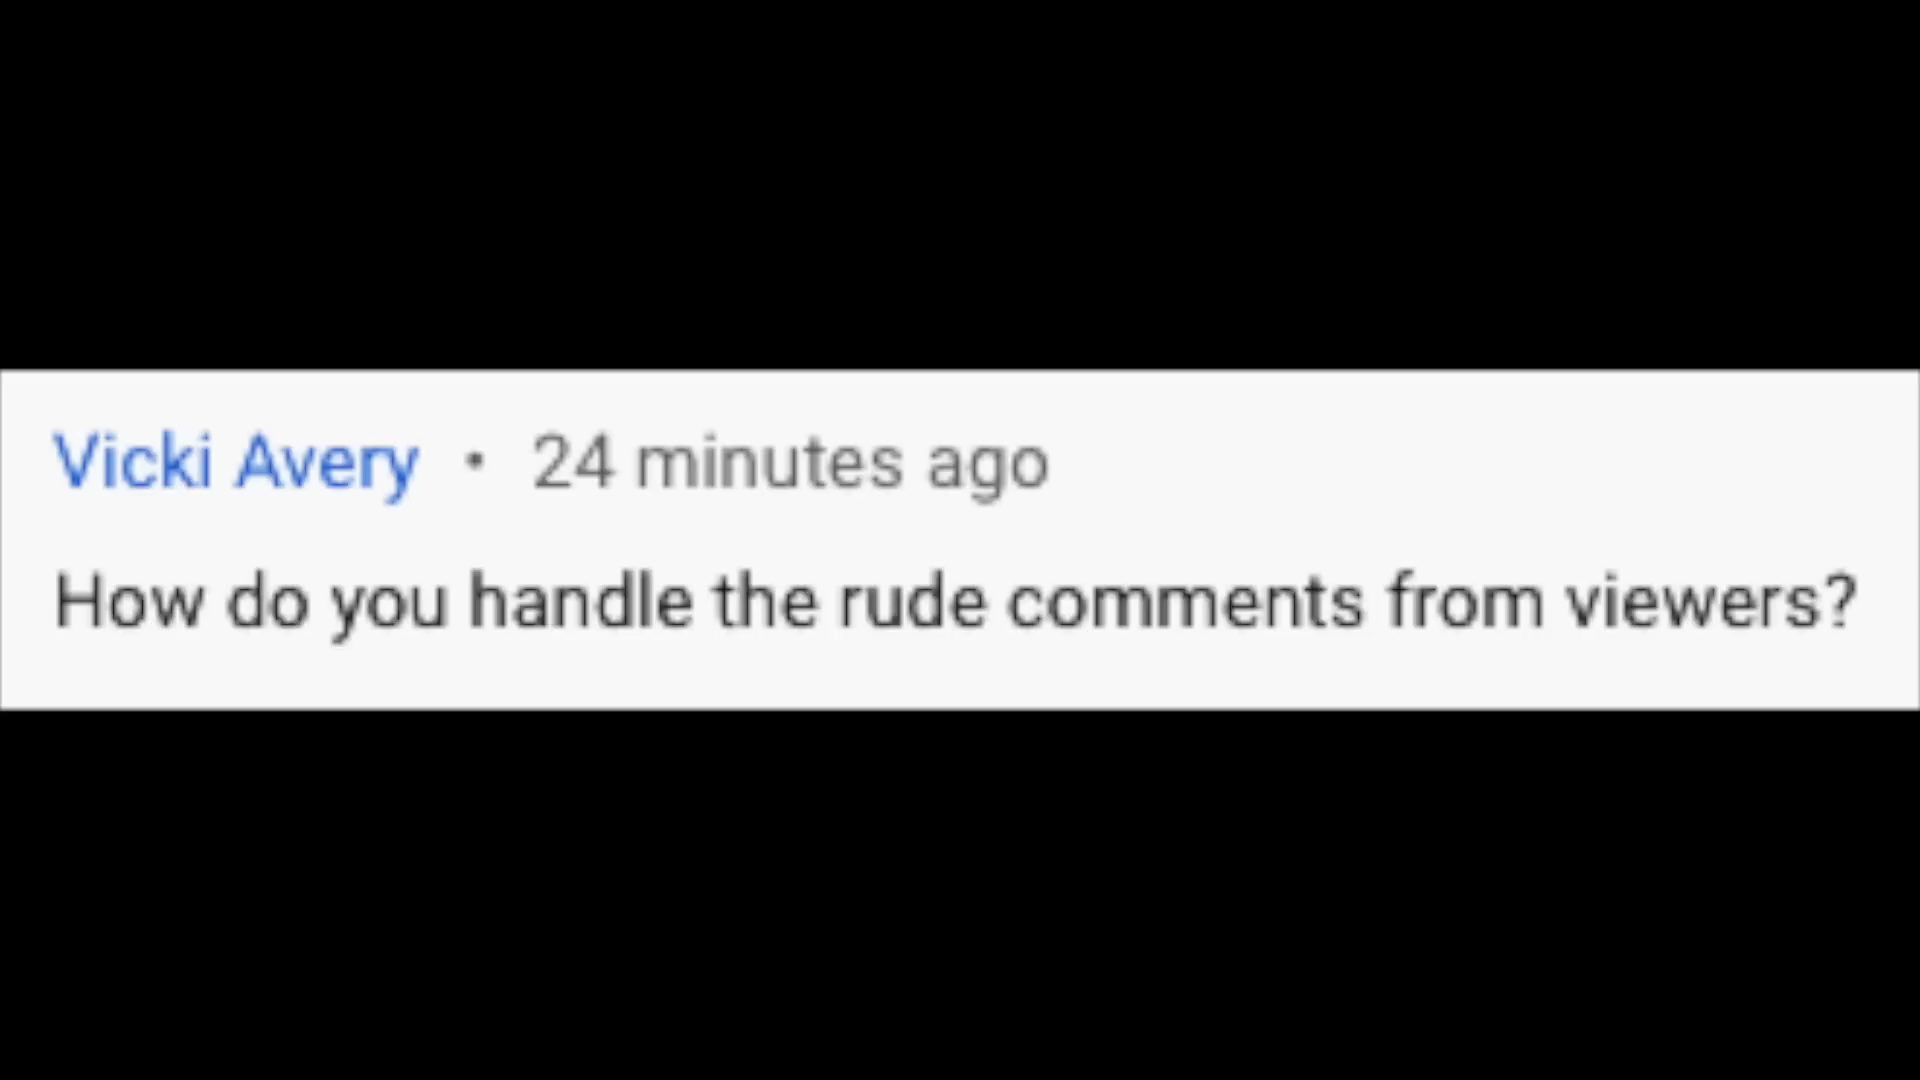 Vicki Avery • 24 minutes ago
How do you handle the rude comments from viewers?